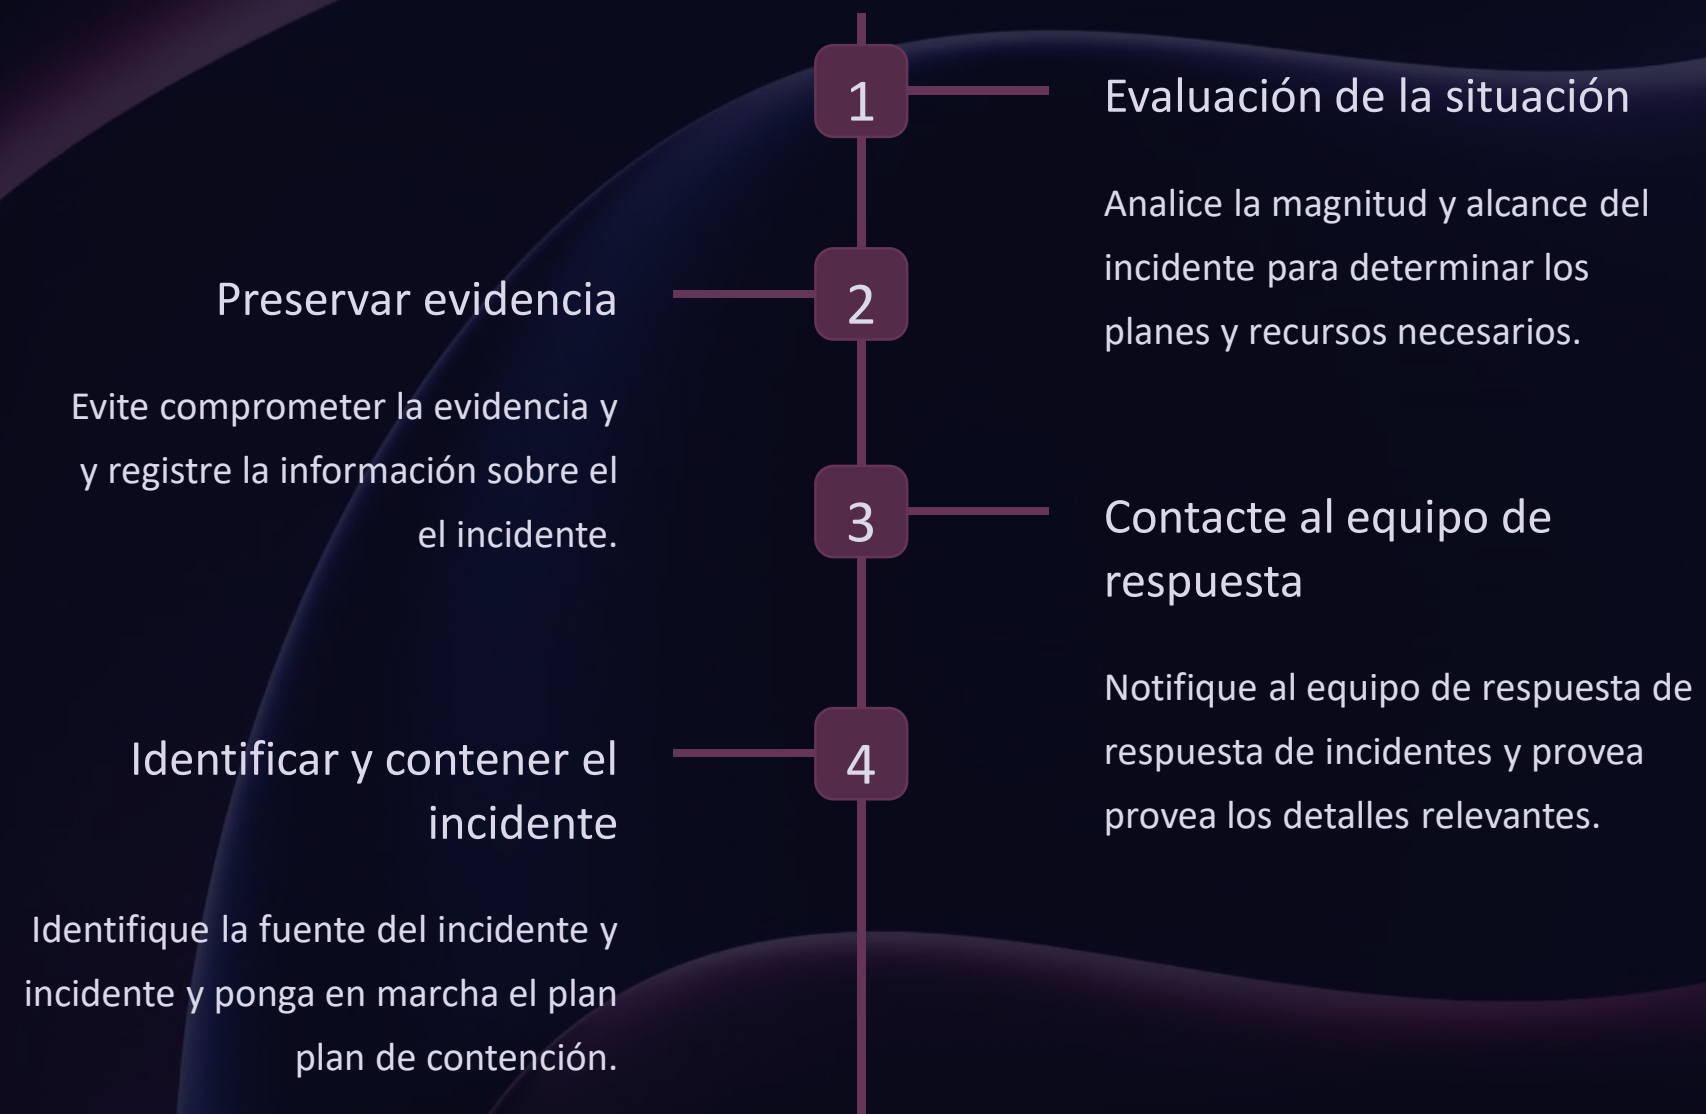 1
Evaluación de la situación
Analice la magnitud y alcance del
incidente para determinar los
planes y recursos necesarios.
2
Preservar evidencia
Evite comprometer la evidencia y
y registre la información sobre el
el incidente.
3
Contacte al equipo de
respuesta
Notifique al equipo de respuesta de
respuesta de incidentes y provea
provea los detalles relevantes.
4
Identificar y contener el
incidente
Identifique la fuente del incidente y
incidente y ponga en marcha el plan
plan de contención.